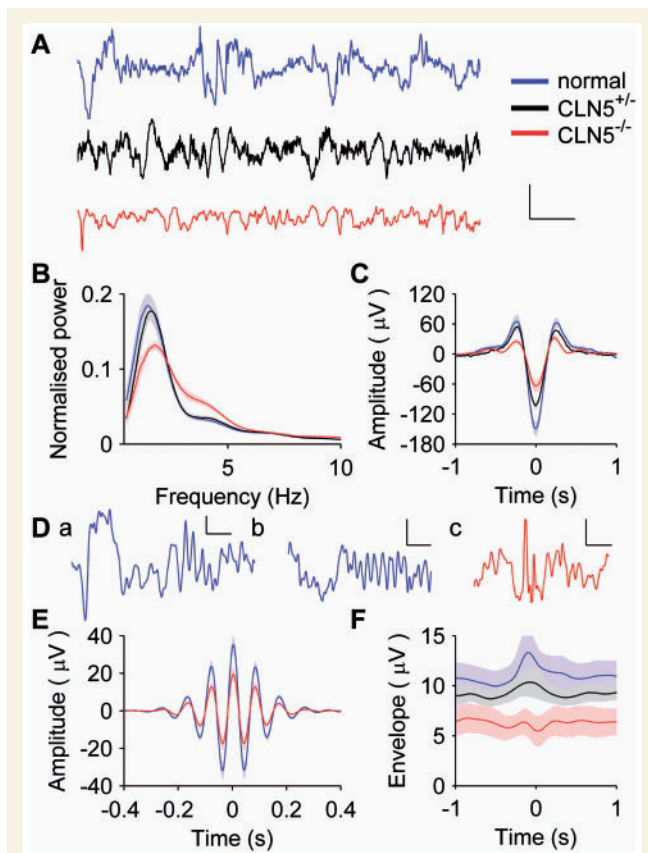 A
normal
CLN5+/-
CLN5-/-
B
Normalised power
0.2
0.1
0
5
10
Frequency (Hz)
C
Amplitude ( μV )
120
60
0
-60
-120
-180
-1
0
1
Time (s)
D a
b
c
E
Amplitude ( μV )
40
20
0
-20
-40
-0.4
-0.2
0
0.2
0.4
Time (s)
F
Envelope ( μV )
15
10
5
0
-1
0
1
Time (s)